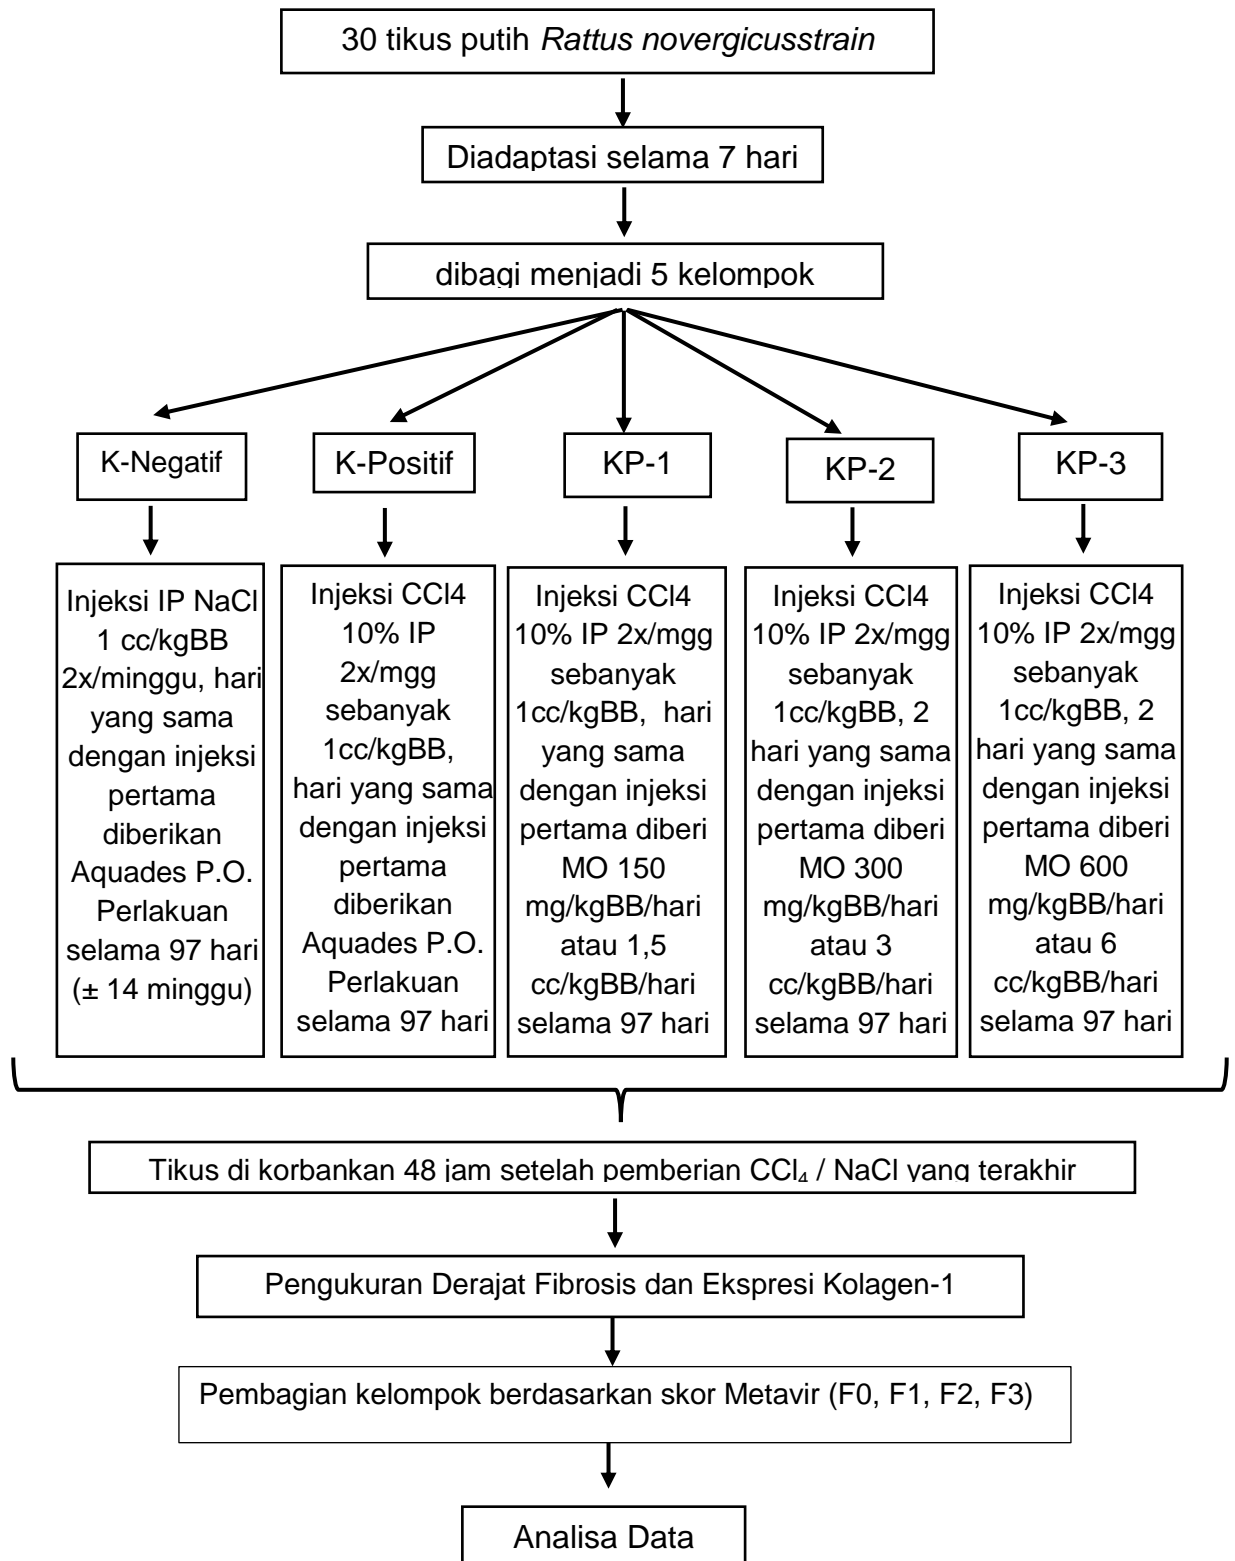 30 tikus putih Rattus novergicusstrain
Diadaptasi selama 7 hari
dibagi menjadi 5 kelompok
K-Negatif
K-Positif
KP-1
KP-2
KP-3
Injeksi IP NaCl
1 cc/kgBB
2x/minggu, hari
yang sama
dengan injeksi
pertama
diberikan
Aquades P.O.
Perlakuan
selama 97 hari
(± 14 minggu)
Injeksi CCl4
10% IP
2x/mgg
sebanyak
1cc/kgBB,
hari yang sama
dengan injeksi
pertama
diberikan
Aquades P.O.
Perlakuan
selama 97 hari
Injeksi CCl4
10% IP 2x/mgg
sebanyak
1cc/kgBB, hari
yang sama
dengan injeksi
pertama diberi
MO 150
mg/kgBB/hari
atau 1,5
cc/kgBB/hari
selama 97 hari
Injeksi CCl4
10% IP 2x/mgg
sebanyak
1cc/kgBB, 2
hari yang sama
dengan injeksi
pertama diberi
MO 300
mg/kgBB/hari
atau 3
cc/kgBB/hari
selama 97 hari
Injeksi CCl4
10% IP 2x/mgg
sebanyak
1cc/kgBB, 2
hari yang sama
dengan injeksi
pertama diberi
MO 600
mg/kgBB/hari
atau 6
cc/kgBB/hari
selama 97 hari
Tikus di korbankan 48 jam setelah pemberian CCl₄ / NaCl yang terakhir
Pengukuran Derajat Fibrosis dan Ekspresi Kolagen-1
Pembagian kelompok berdasarkan skor Metavir (F0, F1, F2, F3)
Analisa Data